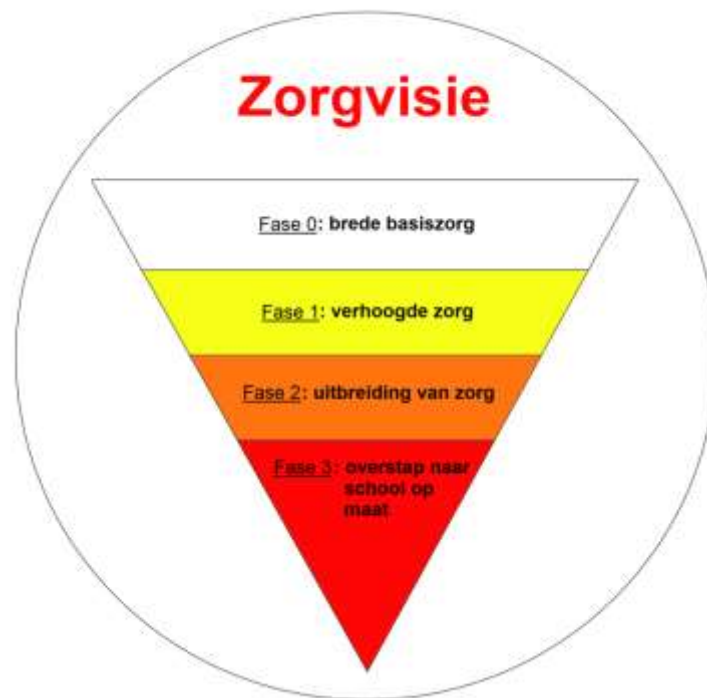 Zorgvisie
Fase 0: brede basiszorg
Fase 1: verhoogde zorg
Fase 2: uitbreiding van zorg
Fase 3: overstap naar
school op
maat